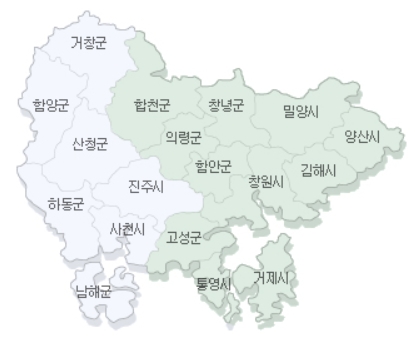 거창군
함양군
합천군
창녕군
밀양시
양산시
의령군
산청군
함안군
김해시
창원시
진주시
하동군
사천시
고성군
거제시
통영시
남해군